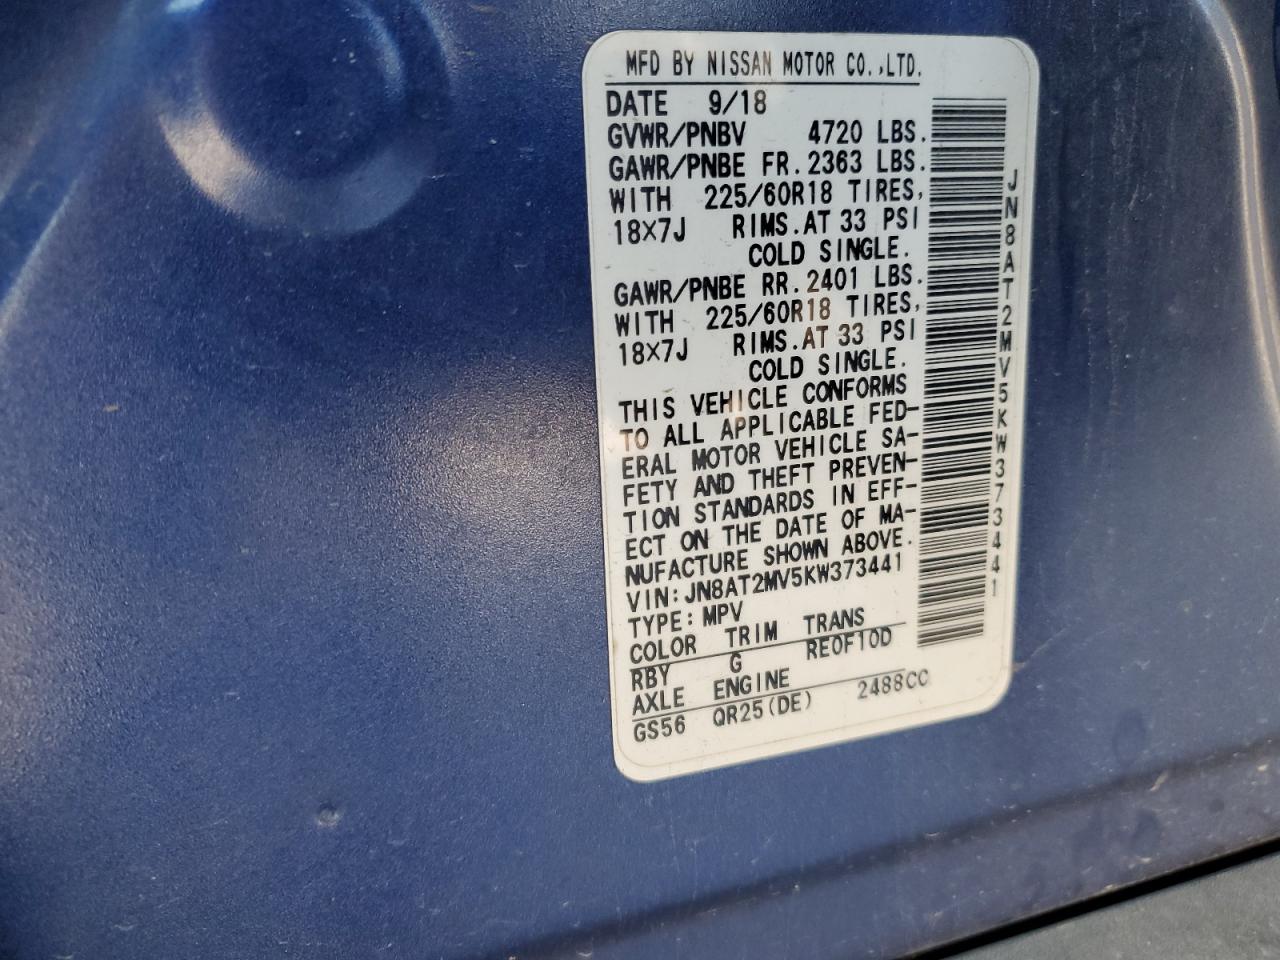 MFD BY NISSAN MOTOR CO.,LTD.
DATE 9/18
GVWR/PNBV 4720 LBS.
GAWR/PNBE FR. 2363 LBS.
WITH 225/60R18 TIRES,
18×7J RIMS. AT 33 PSI
COLD SINGLE.
GAWR/PNBE RR. 2401 LBS.
WITH 225/60R18 TIRES,
18×7J RIMS. AT 33 PSI
COLD SINGLE.
THIS VEHICLE CONFORMS
TO ALL APPLICABLE FED-
ERAL MOTOR VEHICLE SA-
FETY AND THEFT PREVEN-
TION STANDARDS IN EFF-
ECT ON THE DATE OF MA-
NUFACTURE SHOWN ABOVE.
VIN: JN8AT2MV5KW373441
TYPE: MPV
COLOR TRIM TRANS
RBY G RE0F10D
AXLE ENGINE
GS56 QR25(DE) 2488CC
JN8AT2MV5KW373441